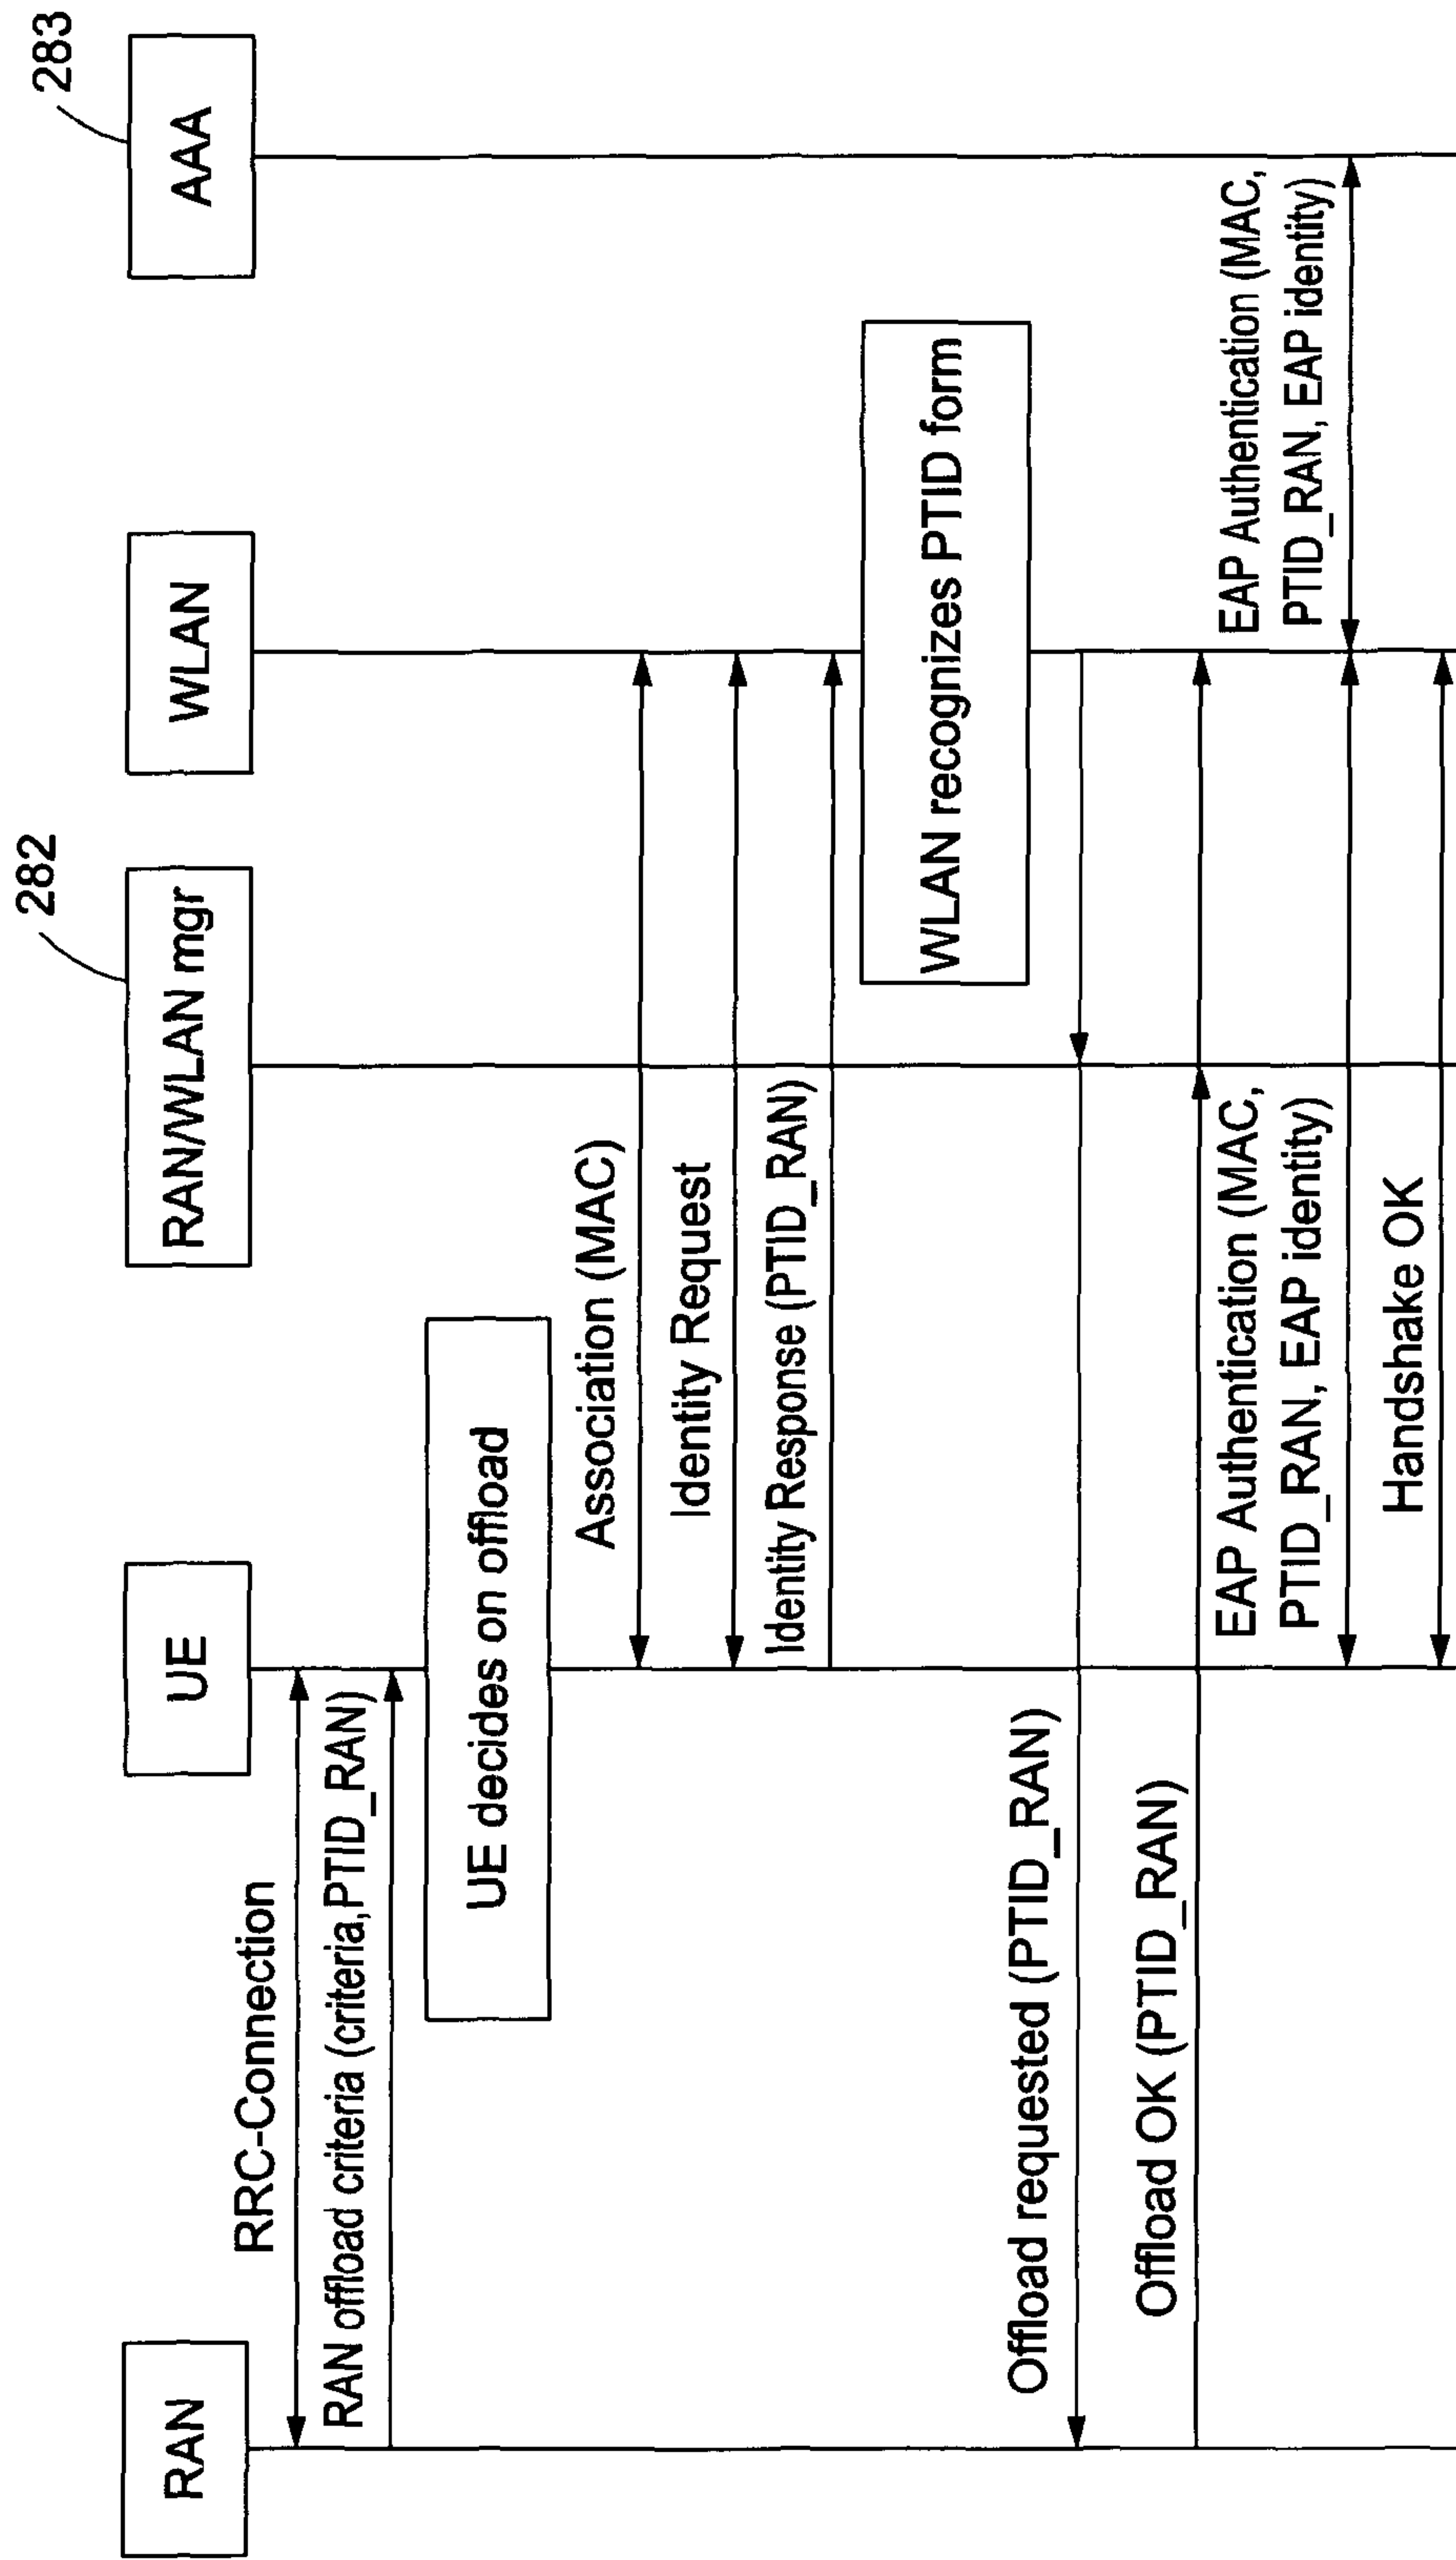 RAN
UE
282
RAN/WLAN mgr
WLAN
283
AAA
RRC-Connection
RAN offload criteria (criteria,PTID_RAN)
UE decides on offload
Association (MAC)
Identity Request
Identity Response (PTID_RAN)
WLAN recognizes PTID form
Offload requested (PTID_RAN)
Offload OK (PTID_RAN)
EAP Authentication (MAC,
PTID_RAN, EAP identity)
EAP Authentication (MAC,
PTID_RAN, EAP identity)
Handshake OK